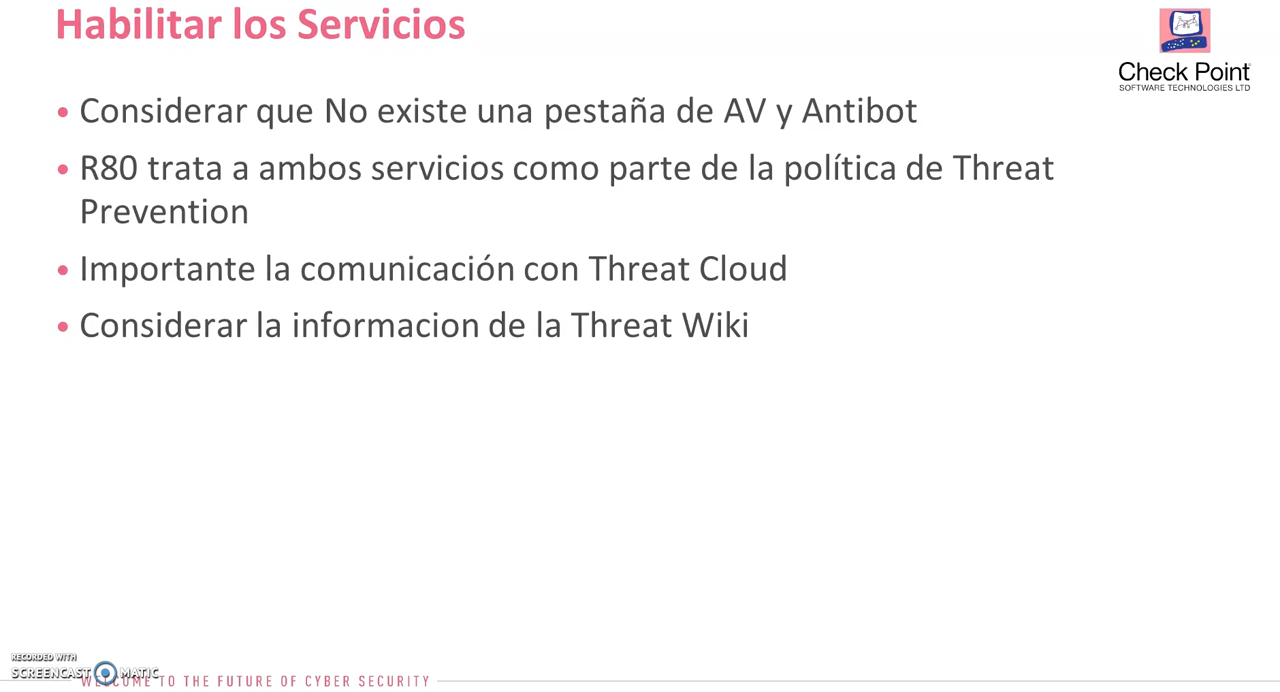 Habilitar los Servicios
Check Point
SOFTWARE TECHNOLOGIES LTD
• Considerar que No existe una pestaña de AV y Antibot
• R80 trata a ambos servicios como parte de la política de Threat
Prevention
• Importante la comunicación con Threat Cloud
• Considerar la informacion de la Threat Wiki
RECORDED WITH
SCREENCAST MATIC
WELCOME TO THE FUTURE OF CYBER SECURITY